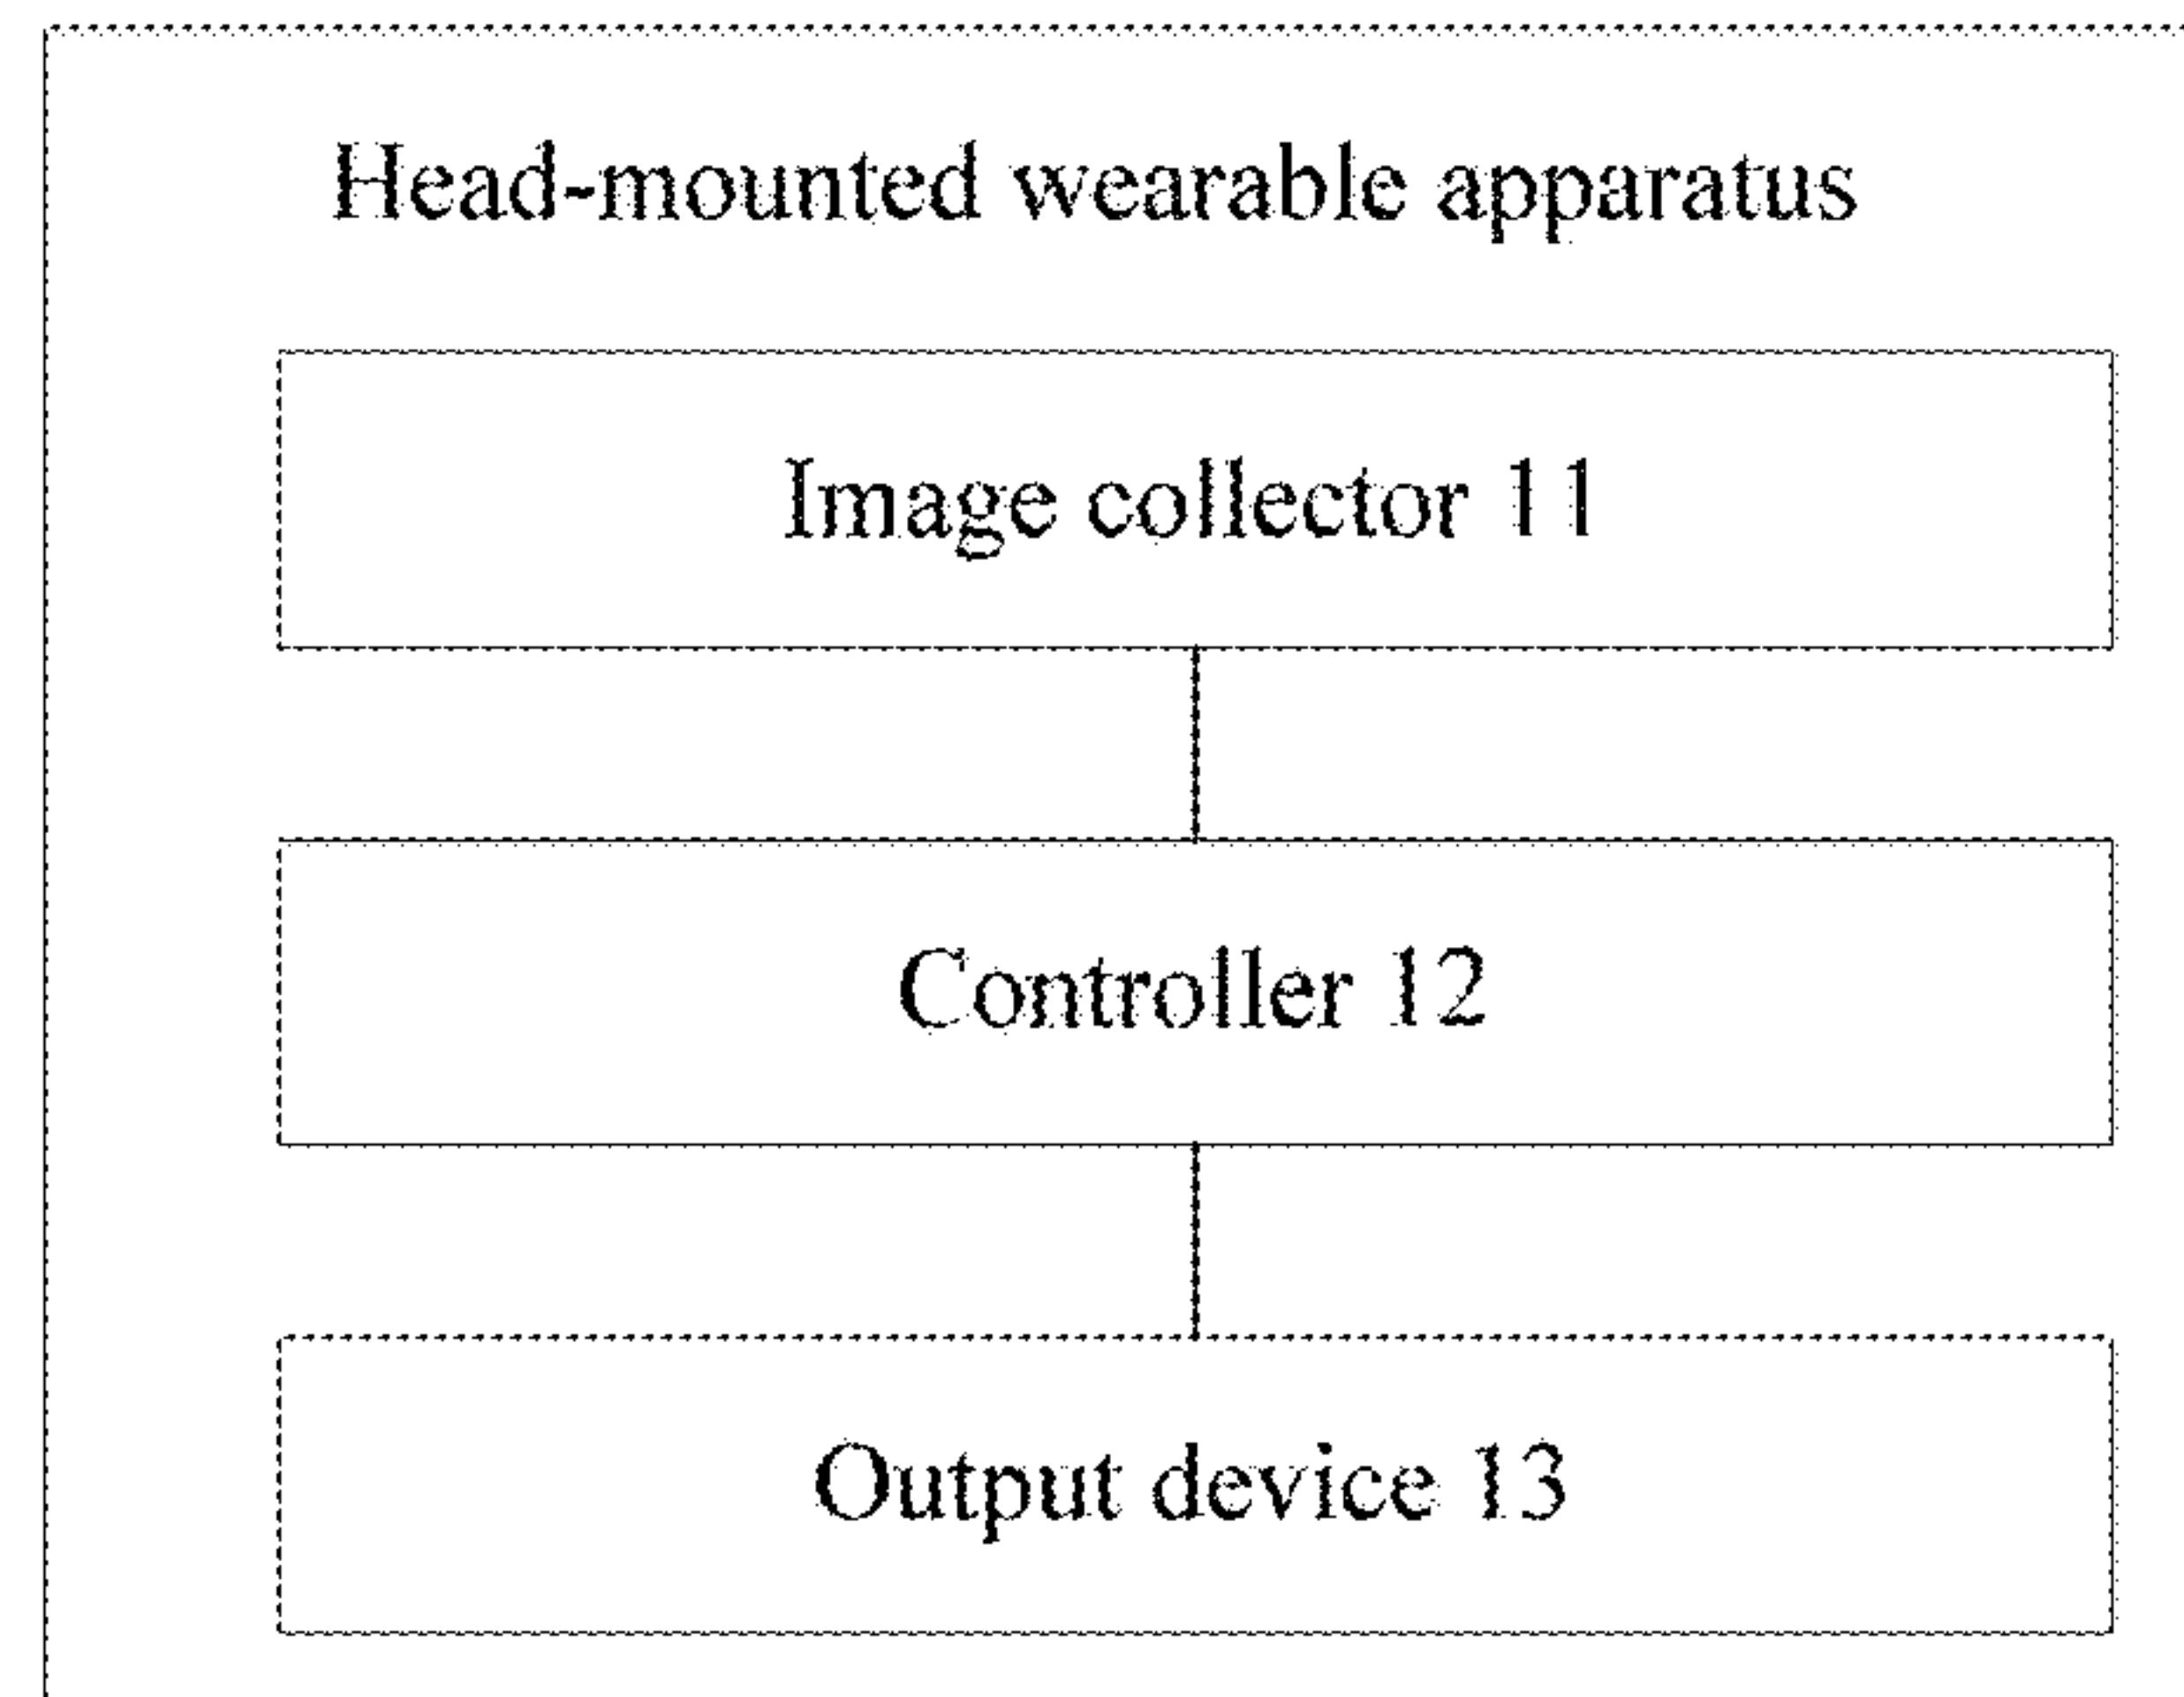 Head-mounted wearable apparatus
Image collector 11
Controller 12
Output device 13